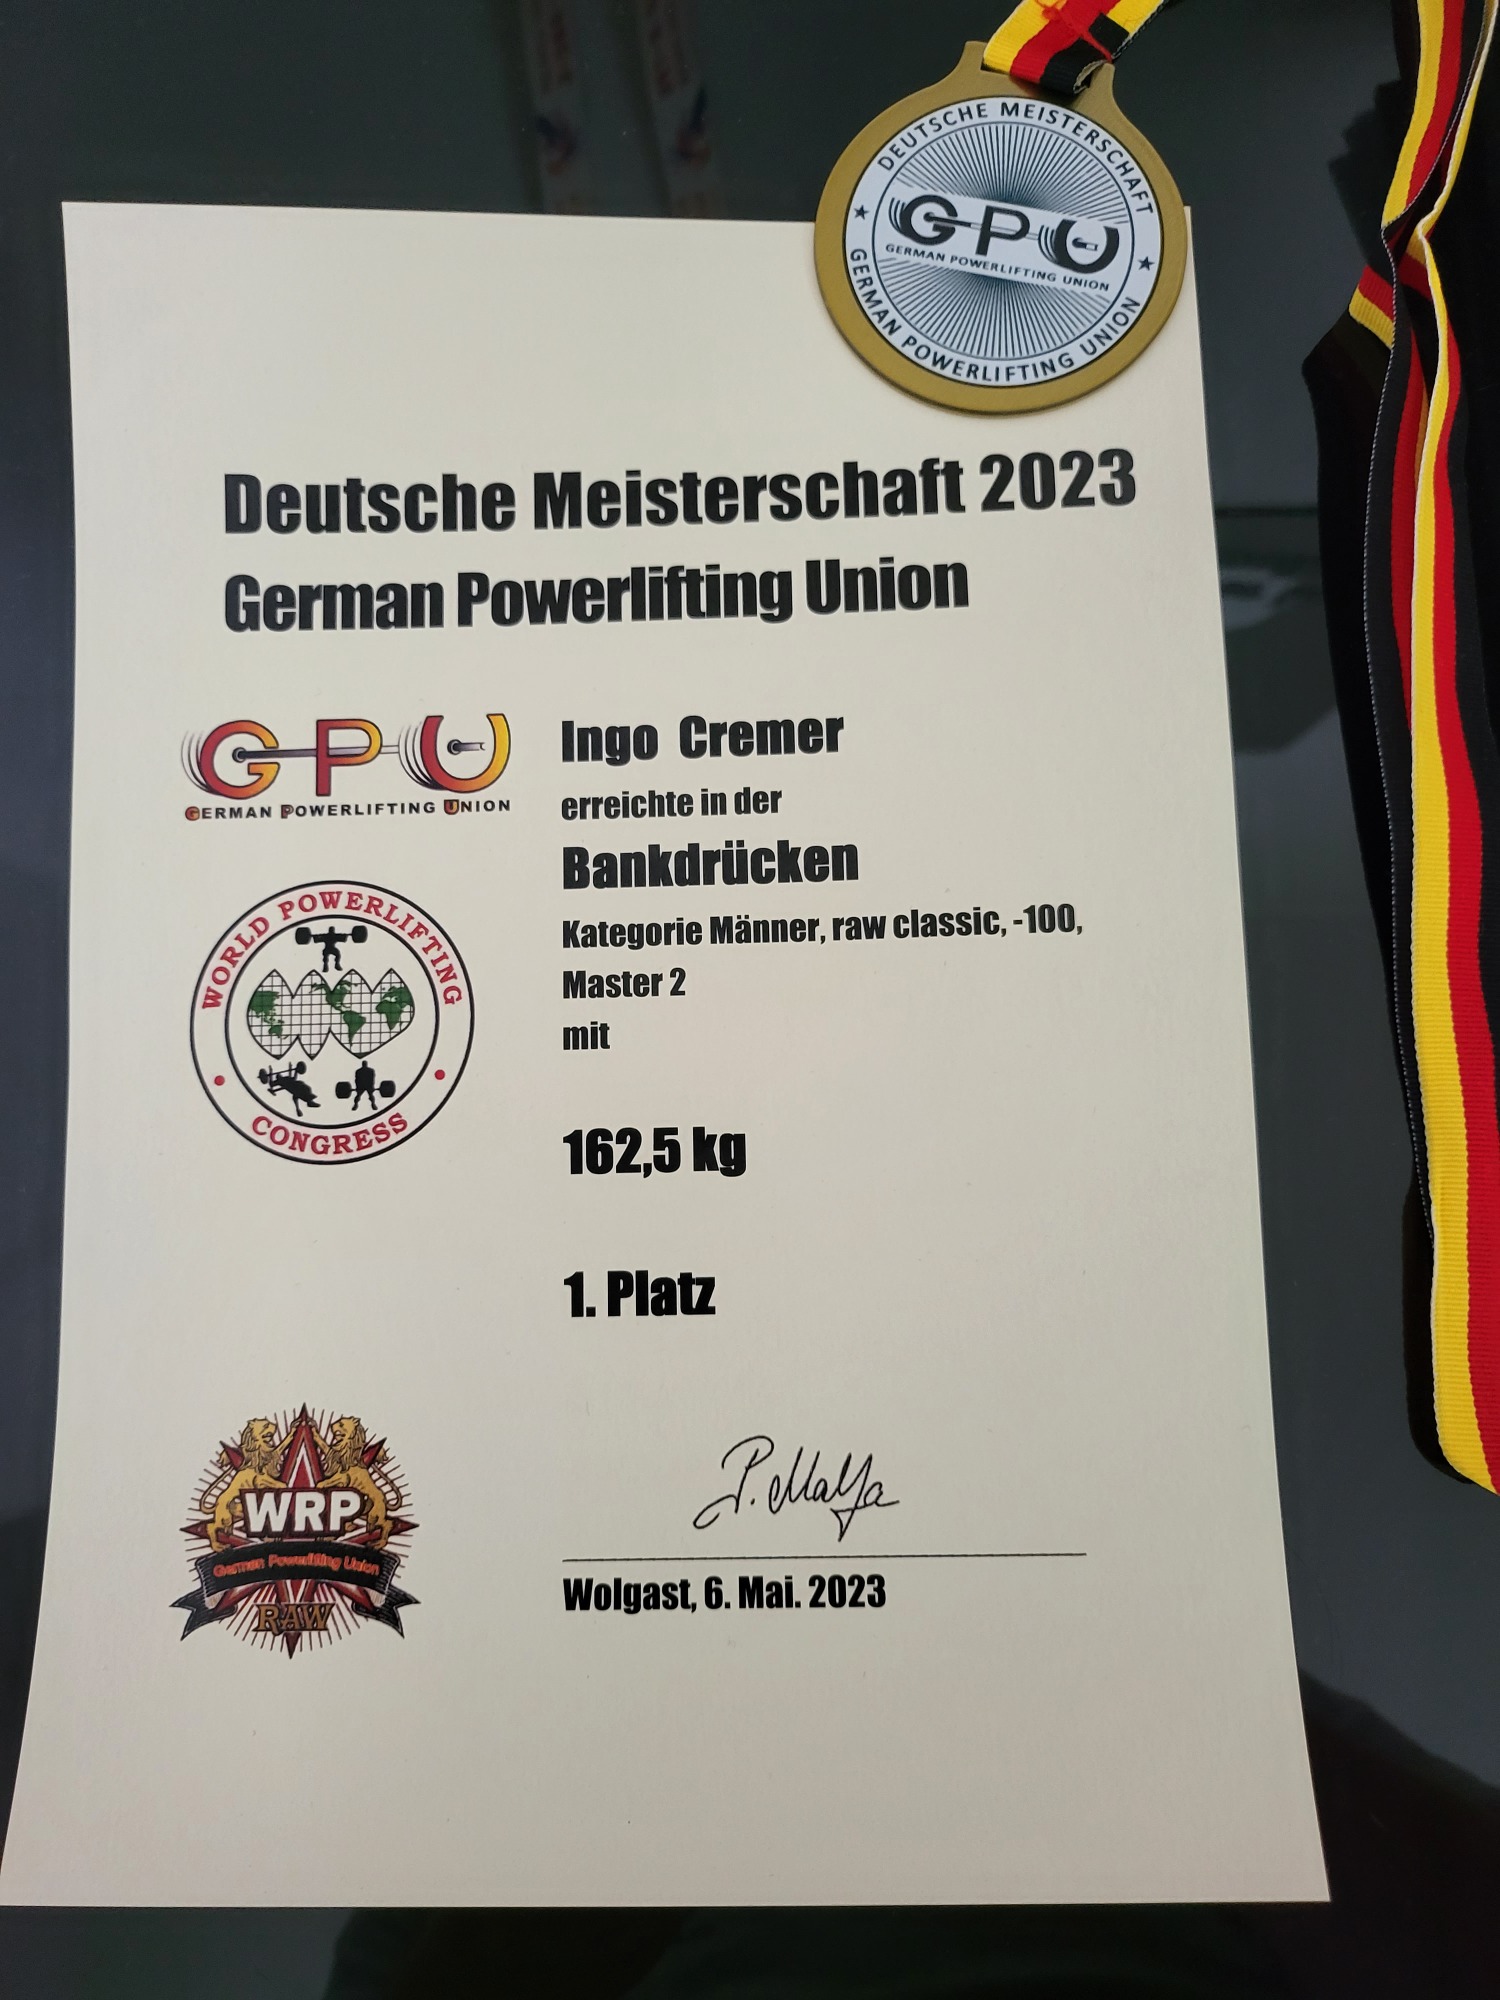 DEUTSCHE MEISTERSCHAFT
GPU
GERMAN POWERLIFTING UNION
GERMAN POWERLIFTING UNION
Deutsche Meisterschaft 2023
German Powerlifting Union
GPU
GERMAN POWERLIFTING UNION
Ingo Cremer
erreichte in der
Bankdrücken
Kategorie Männer, raw classic, -100,
Master 2
mit
WORLD POWERLIFTING
CONGRESS
162,5 kg
1. Platz
WRP
German Powerlifting Union
RAW
Wolgast, 6. Mai. 2023